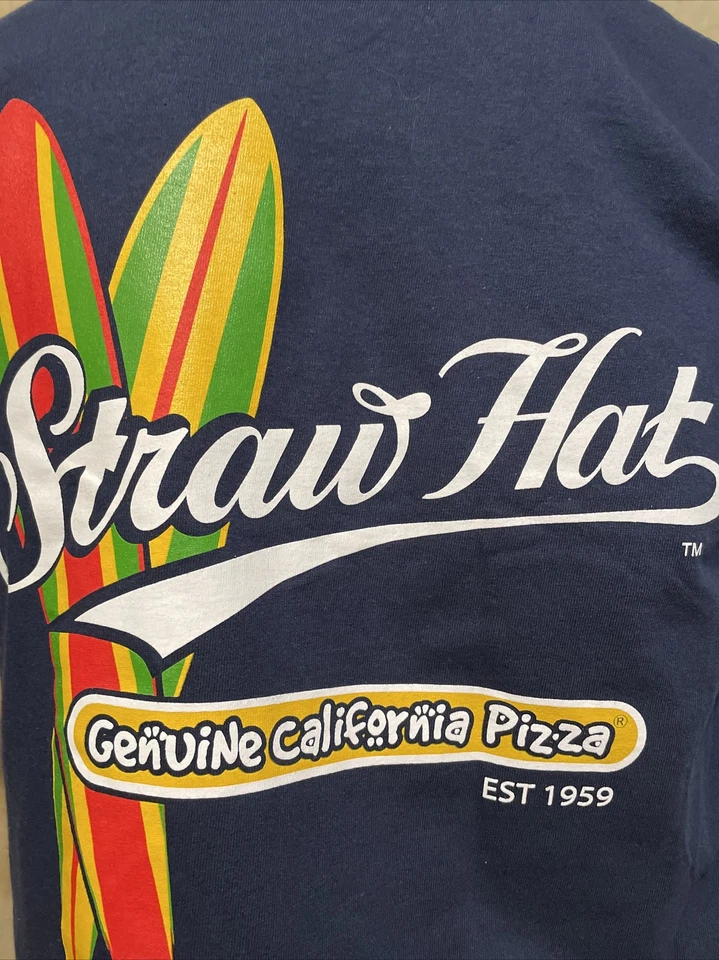 Straw Hat
TM
Genuine California Pizza ®
EST 1959